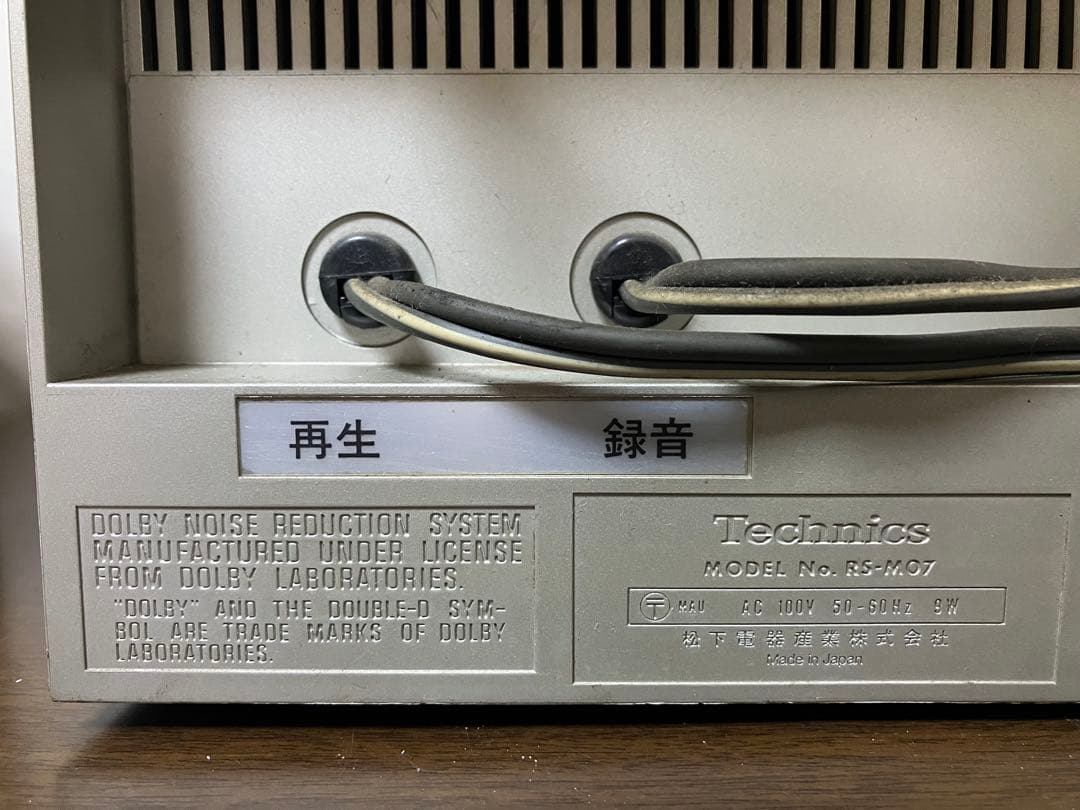 再生 録音
DOLBY NOISE REDUCTION SYSTEM
MANUFACTURED UNDER LICENSE
FROM DOLBY LABORATORIES.
"DOLBY" AND THE DOUBLE-D SYM-
BOL ARE TRADE MARKS OF DOLBY
LABORATORIES.
Technics
MODEL No. RS-M07
〒 MAU AC 100V 50-60Hz 9W
松下電器産業株式会社
Made in Japan